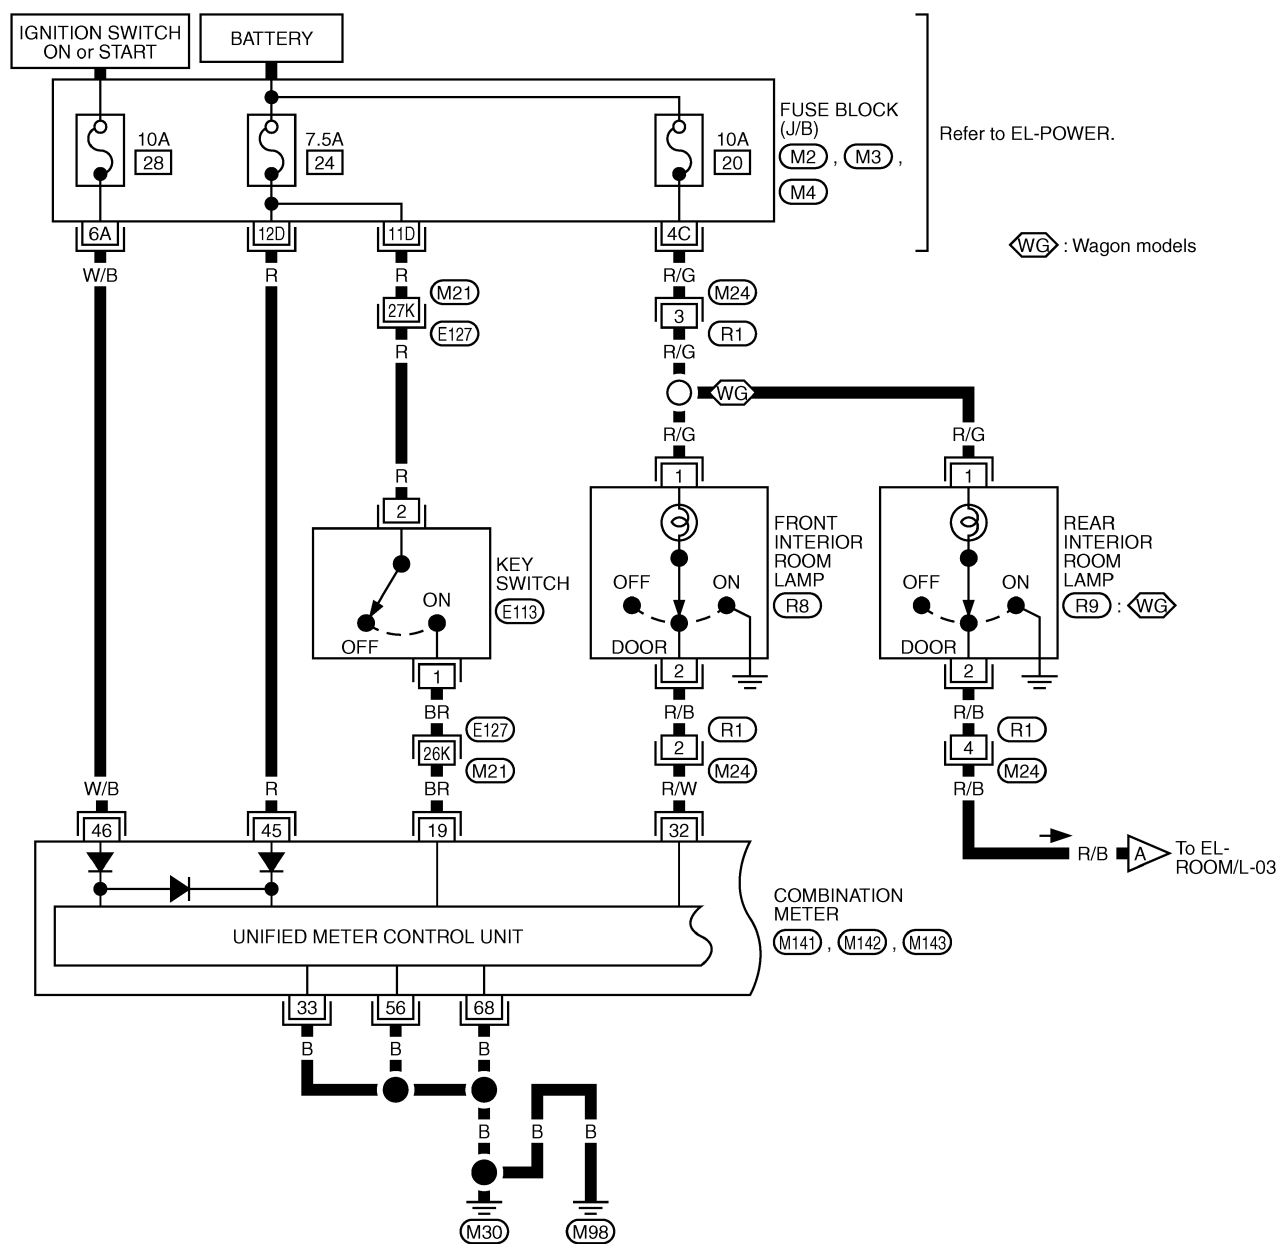 IGNITION SWITCH
ON or START
BATTERY
FUSE BLOCK
(J/B)
M2 , M3 ,
M4
Refer to EL-POWER.
WG : Wagon models
10A
28
7.5A
24
10A
20
6A
12D
11D
4C
W/B
R
R
R/G
M21
27K
E127
M24
3
R1
R
R/G
WG
R
R/G
R/G
2
1
1
KEY
SWITCH
E113
ON
OFF
FRONT
INTERIOR
ROOM
LAMP
R8
OFF
ON
DOOR
REAR
INTERIOR
ROOM
LAMP
R9 : WG
OFF
ON
DOOR
1
2
2
BR
R/B
R/B
E127
26K
M21
R1
2
M24
R1
4
M24
W/B
R
BR
R/W
R/B
46
45
19
32
R/B
A
To EL-
ROOM/L-03
COMBINATION
METER
M141 , M142 , M143
UNIFIED METER CONTROL UNIT
33
56
68
B
B
B
B
B
B
M30
M98